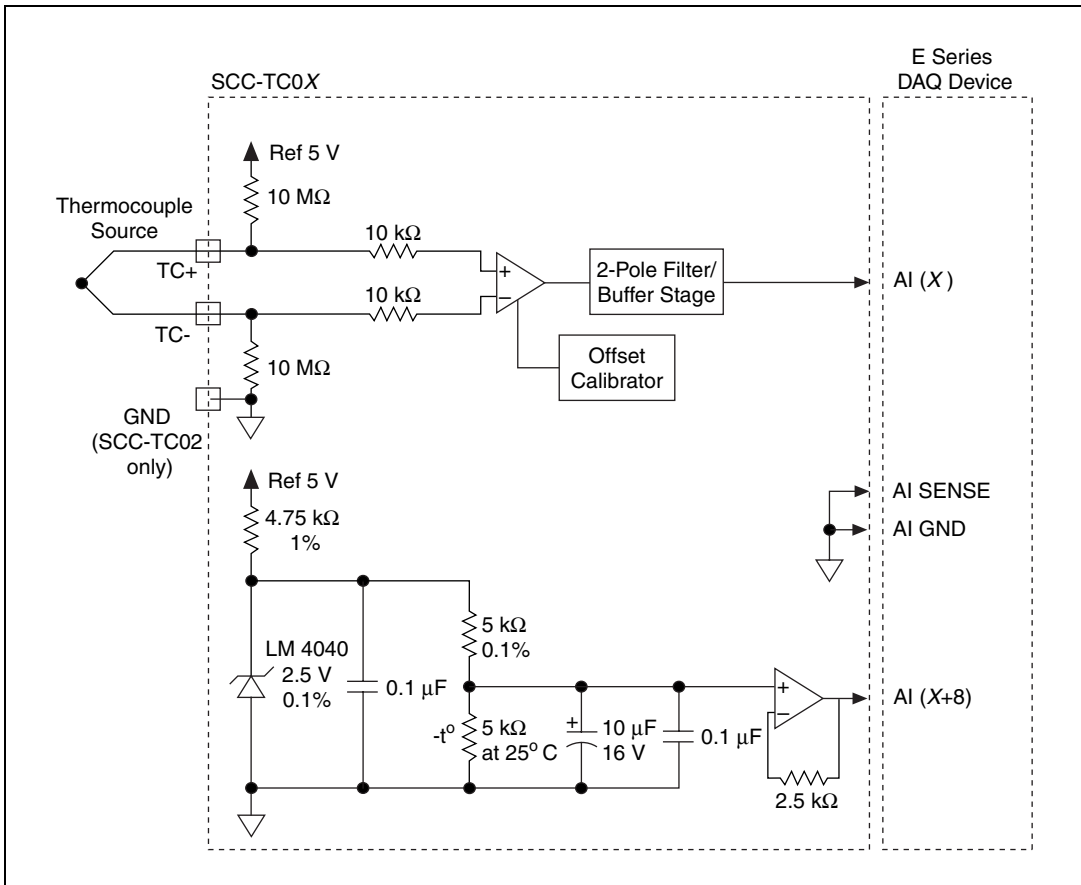 E Series
DAQ Device
SCC-TC0X
Ref 5 V
10 MΩ
Thermocouple
Source
10 kΩ
TC+
+
2-Pole Filter/
Buffer Stage
AI (X)
10 kΩ
–
TC-
10 MΩ
Offset
Calibrator
GND
(SCC-TC02
only)
Ref 5 V
AI SENSE
4.75 kΩ
1%
AI GND
5 kΩ
0.1%
LM 4040
2.5 V
0.1%
0.1 µF
+
–
AI (X+8)
-t°
5 kΩ
at 25° C
+
10 µF
16 V
0.1 µF
2.5 kΩ